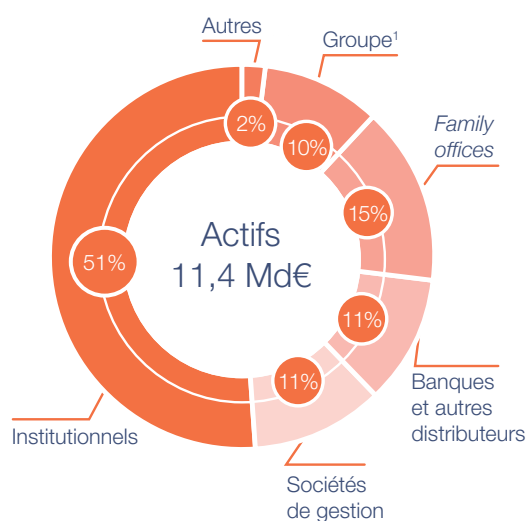 Autres
Groupe¹
Family
offices
2%
10%
15%
Actifs
11,4 Md€
51%
11%
11%
Banques
et autres
distributeurs
Institutionnels
Sociétés
de gestion